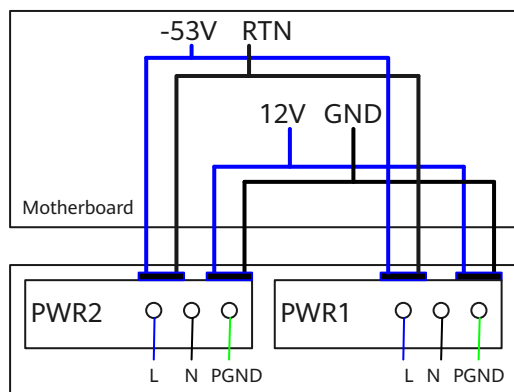 -53V RTN
12V GND
Motherboard
PWR2 PWR1
L N PGND L N PGND